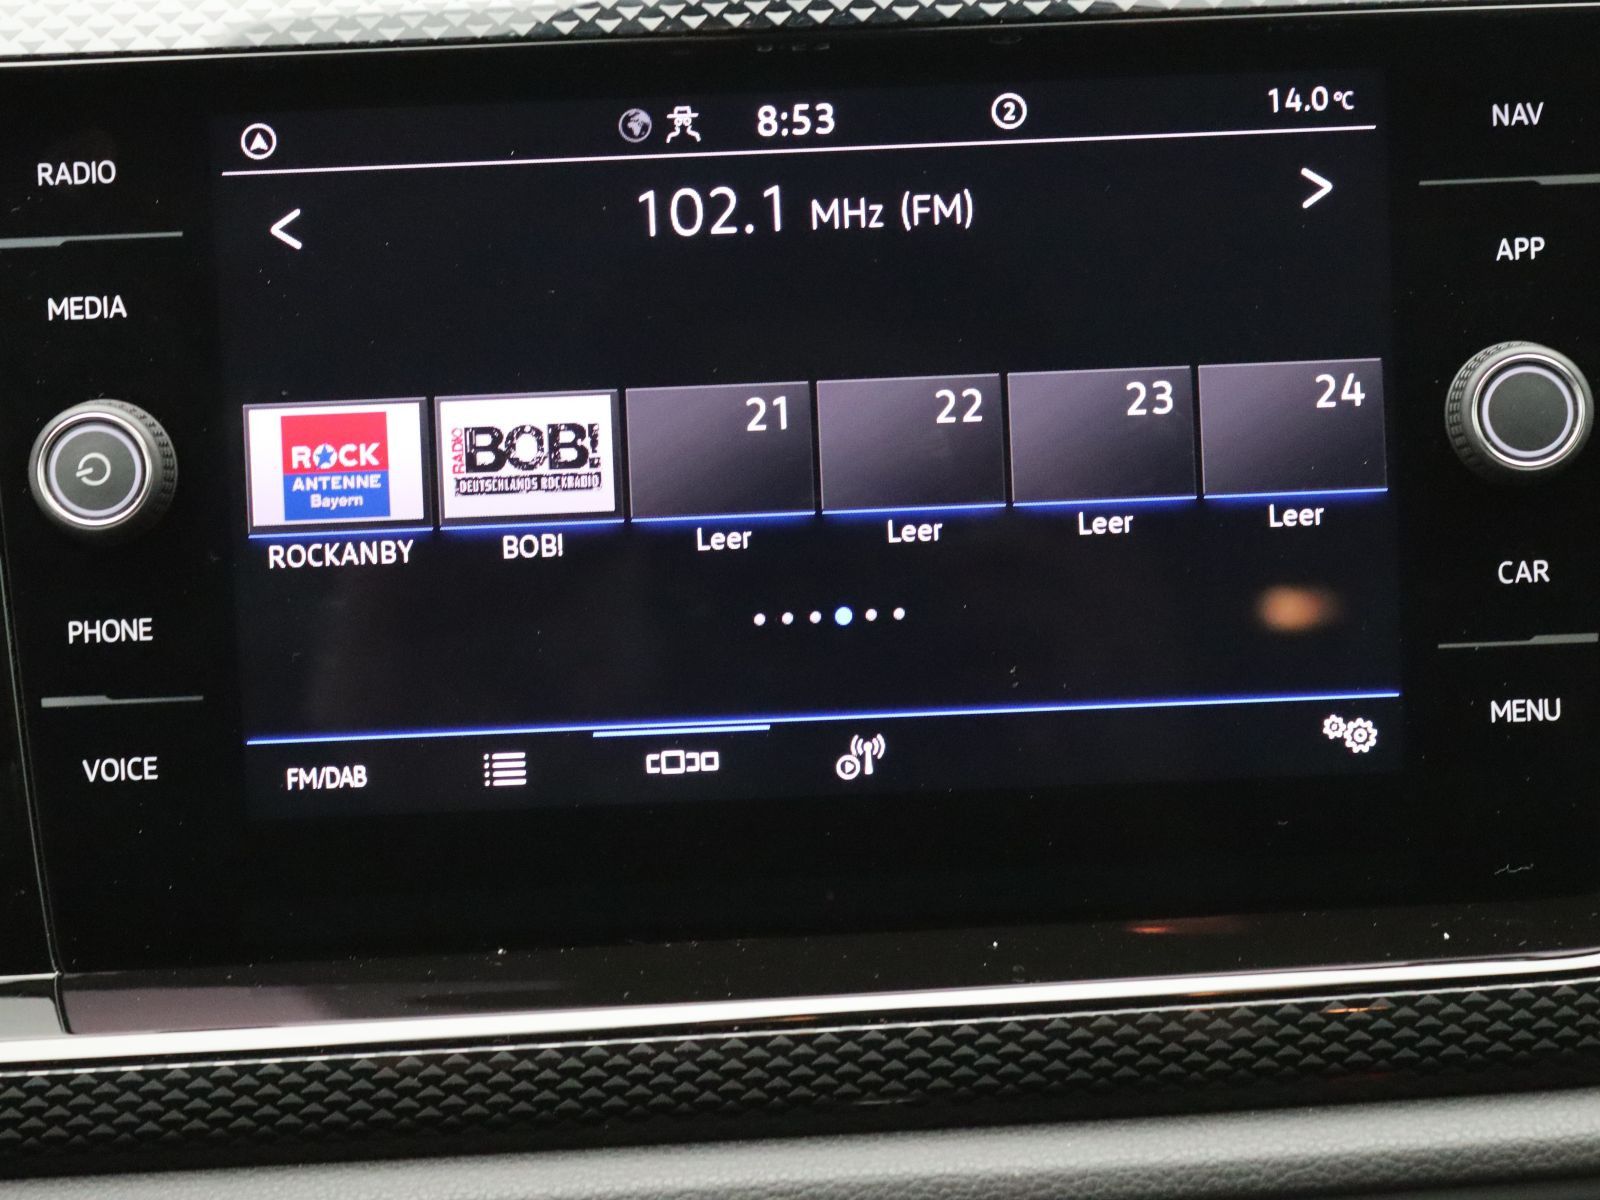 8:53
2
14.0°C
NAV
RADIO
< 102.1 MHz (FM) >
APP
MEDIA
ROCK
ANTENNE
Bayern
RADIO
BOB!
DEUTSCHLANDS ROCKRADIO
21
22
23
24
ROCKANBY
BOB!
Leer
Leer
Leer
Leer
CAR
PHONE
MENU
VOICE
FM/DAB